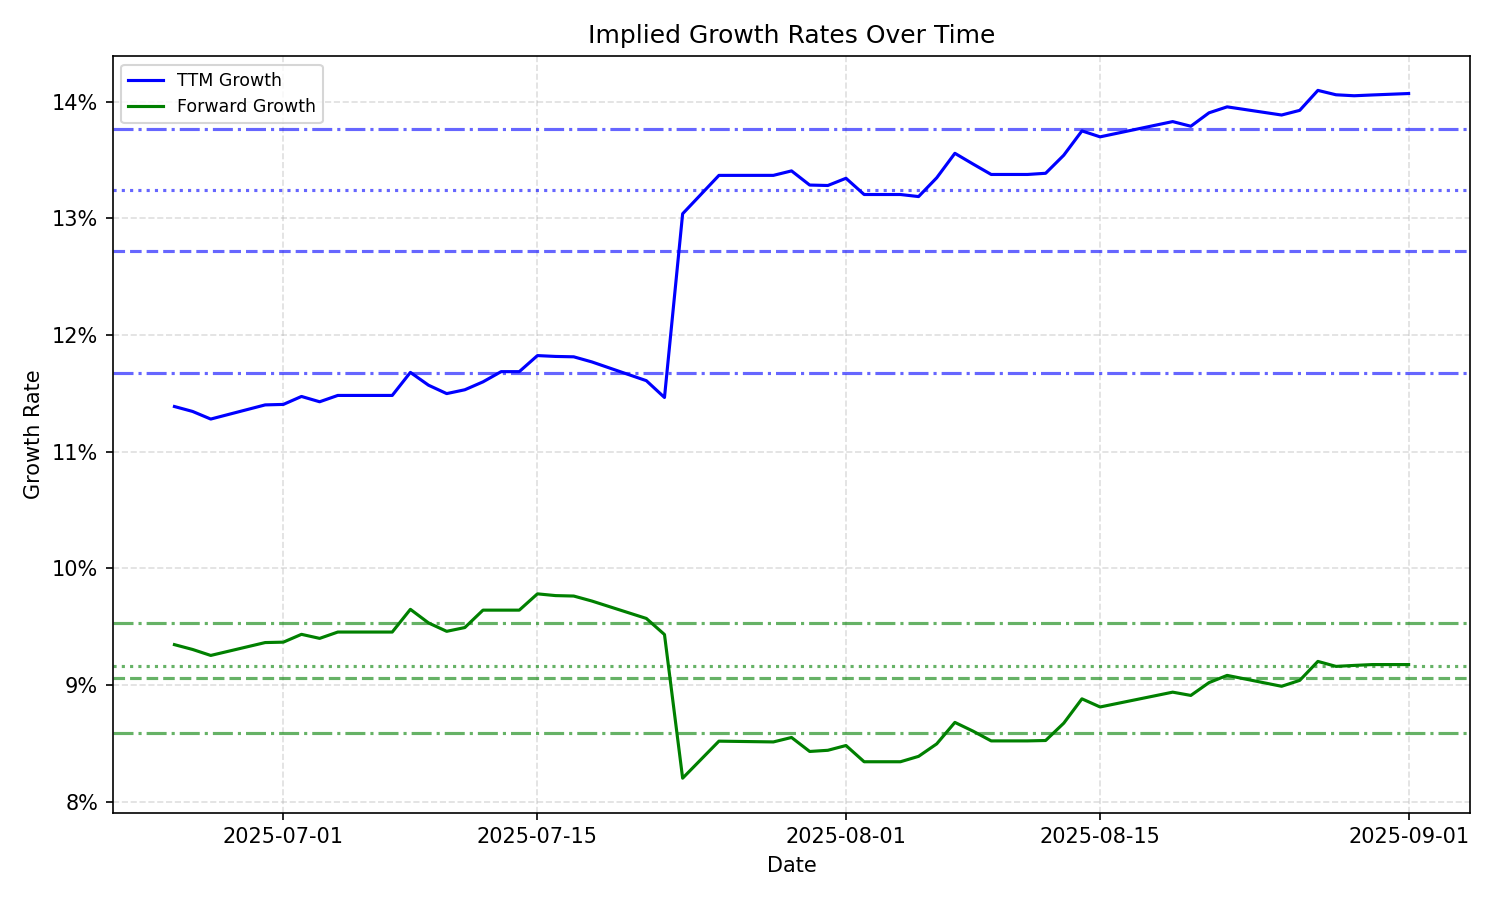 Implied Growth Rates Over Time
TTM Growth
Forward Growth
14%
13%
12%
11%
10%
9%
8%
Growth Rate
2025-07-01
2025-07-15
2025-08-01
2025-08-15
2025-09-01
Date